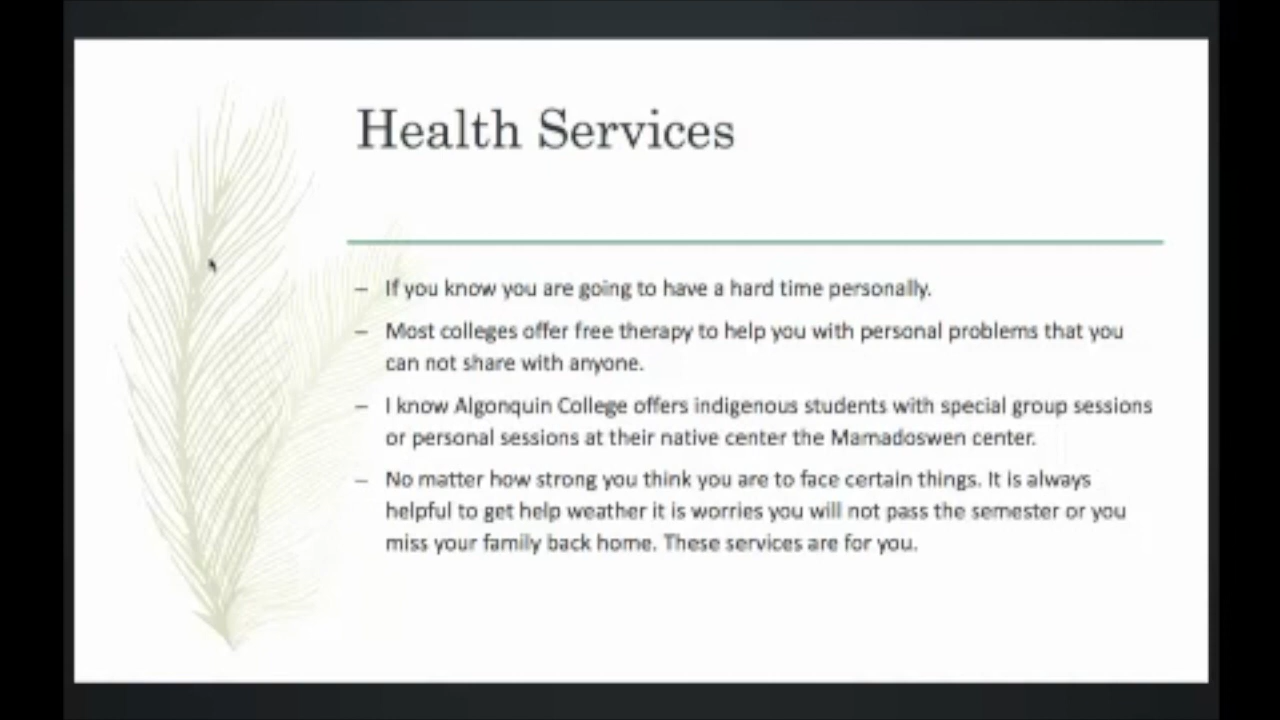 Health Services
– If you know you are going to have a hard time personally.
– Most colleges offer free therapy to help you with personal problems that you
can not share with anyone.
– I know Algonquin College offers indigenous students with special group sessions
or personal sessions at their native center the Mamadoswen center.
– No matter how strong you think you are to face certain things. It is always
helpful to get help weather it is worries you will not pass the semester or you
miss your family back home. These services are for you.